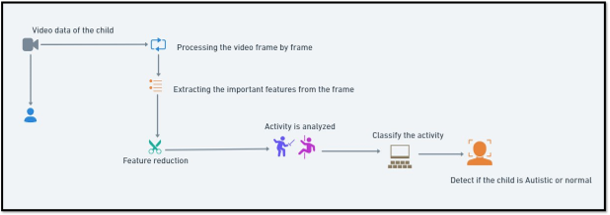 Video data of the child
Processing the video frame by frame
Extracting the important features from the frame
Feature reduction
Activity is analyzed
Classify the activity
Detect if the child is Autistic or normal